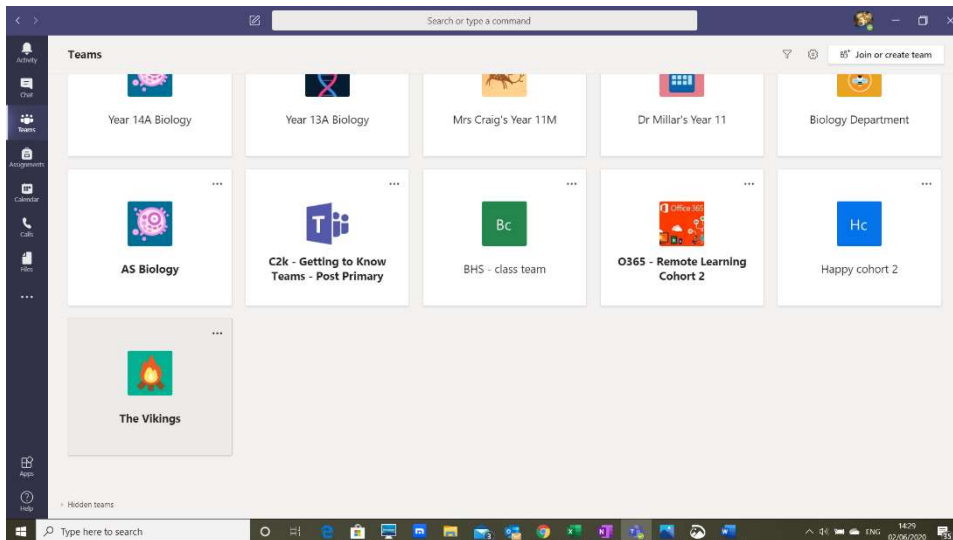 Search or type a command
Activity
Chat
Teams
Assignments
Calendar
Calls
Files
Apps
Help
Teams
Join or create team
Year 14A Biology
Year 13A Biology
Mrs Craig's Year 11M
Dr Millar's Year 11
Biology Department
AS Biology
T
C2k - Getting to Know
Teams - Post Primary
Bc
BHS - class team
Office 365
O365 - Remote Learning
Cohort 2
Hc
Happy cohort 2
The Vikings
Hidden teams
Type here to search
ENG
14:29
02/06/2020
35